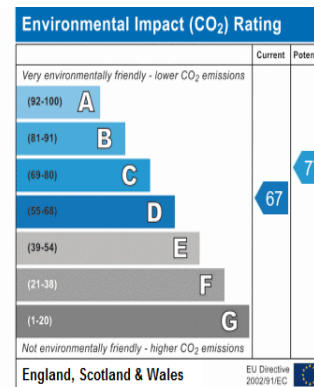 Environmental Impact (CO₂) Rating
Current
Very environmentally friendly - lower CO₂ emissions
(92-100) A
(81-91) B
(69-80) C
(55-68) D
67
(39-54) E
(21-38) F
(1-20) G
Not environmentally friendly - higher CO₂ emissions
England, Scotland & Wales
EU Directive
2002/91/EC